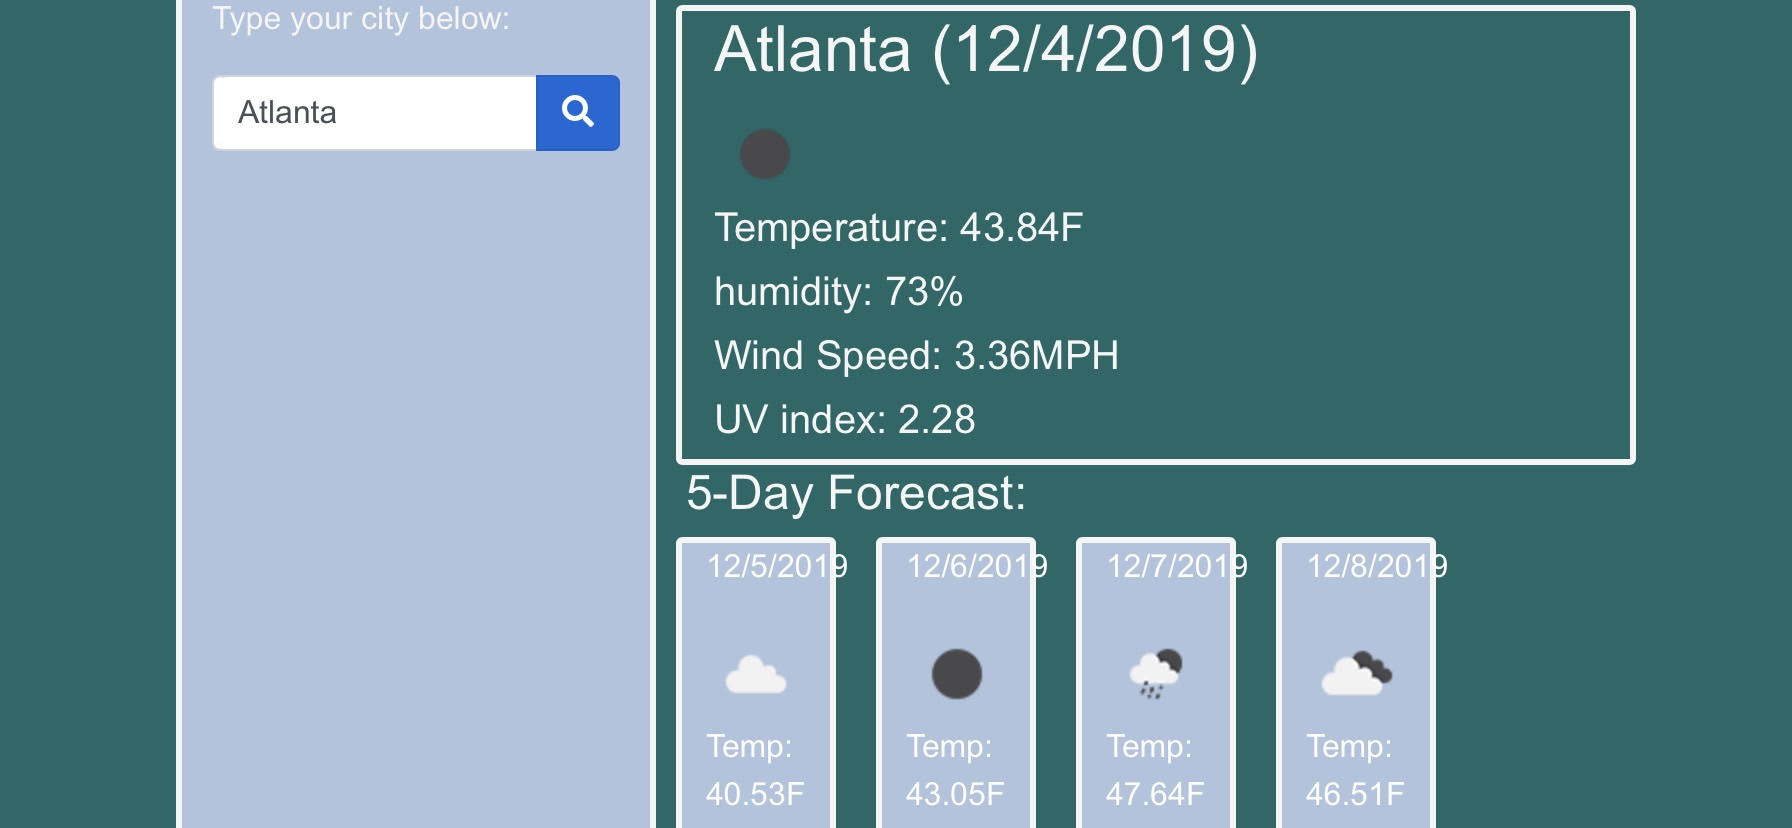 Type your city below:
Atlanta
Atlanta (12/4/2019)
Temperature: 43.84F
humidity: 73%
Wind Speed: 3.36MPH
UV index: 2.28
5-Day Forecast:
12/5/2019
Temp:
40.53F
12/6/2019
Temp:
43.05F
12/7/2019
Temp:
47.64F
12/8/2019
Temp:
46.51F